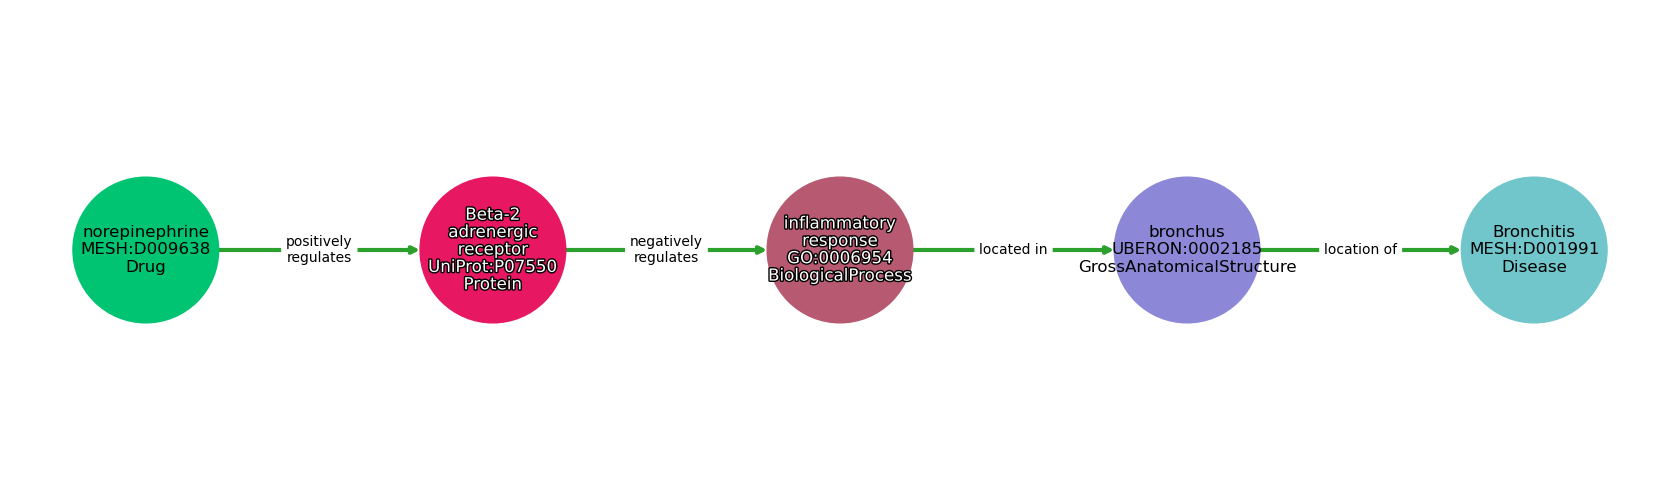 norepinephrine
MESH:D009638
Drug
positively
regulates
Beta-2
adrenergic
receptor
UniProt:P07550
Protein
negatively
regulates
inflammatory
response
GO:0006954
BiologicalProcess
located in
bronchus
UBERON:0002185
GrossAnatomicalStructure
location of
Bronchitis
MESH:D001991
Disease